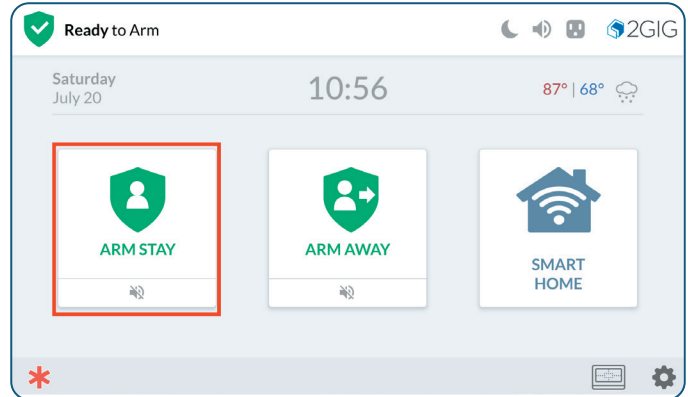 Ready to Arm
2GIG
Saturday
July 20
10:56
87° | 68°
ARM STAY
ARM AWAY
SMART
HOME